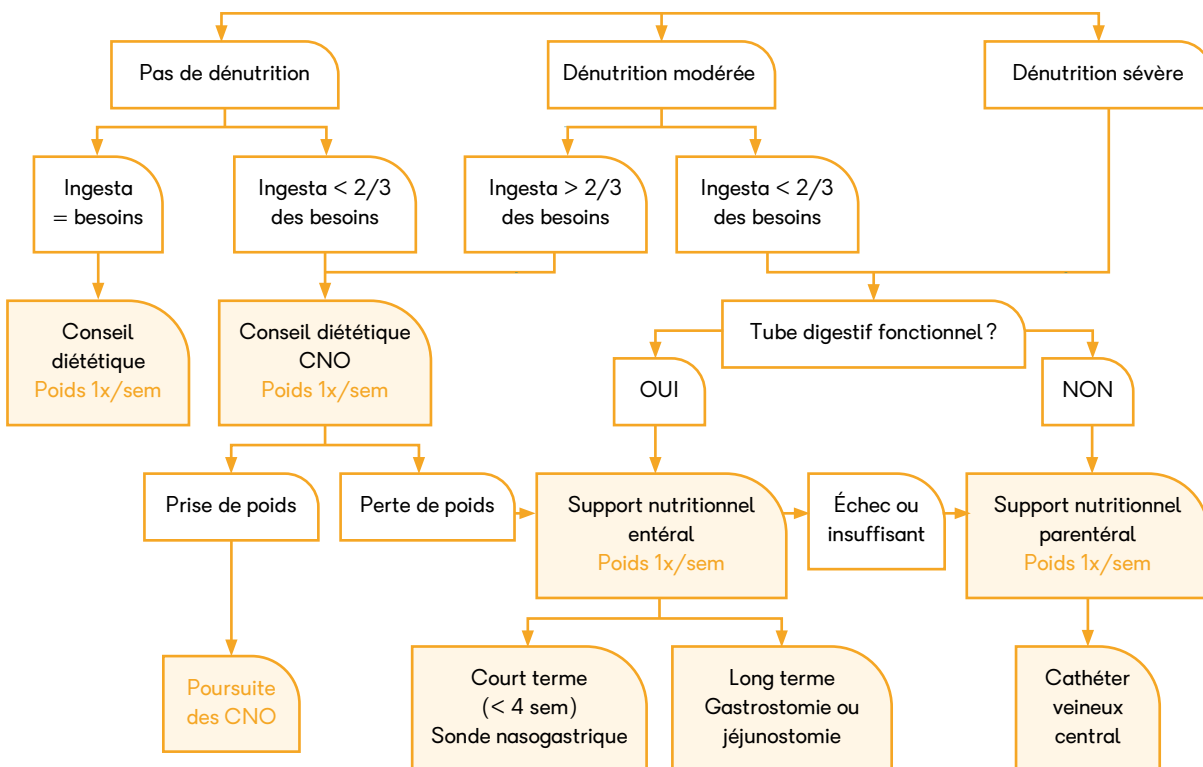 Pas de dénutrition
Dénutrition modérée
Dénutrition sévère
Ingesta
= besoins
Ingesta < 2/3
des besoins
Ingesta > 2/3
des besoins
Ingesta < 2/3
des besoins
Conseil
diététique
Poids 1x/sem
Conseil diététique
CNO
Poids 1x/sem
Tube digestif fonctionnel ?
OUI
NON
Prise de poids
Perte de poids
Support nutritionnel
entéral
Poids 1x/sem
Échec ou
insuffisant
Support nutritionnel
parentéral
Poids 1x/sem
Poursuite
des CNO
Court terme
(< 4 sem)
Sonde nasogastrique
Long terme
Gastrostomie ou
jéjunostomie
Cathéter
veineux
central